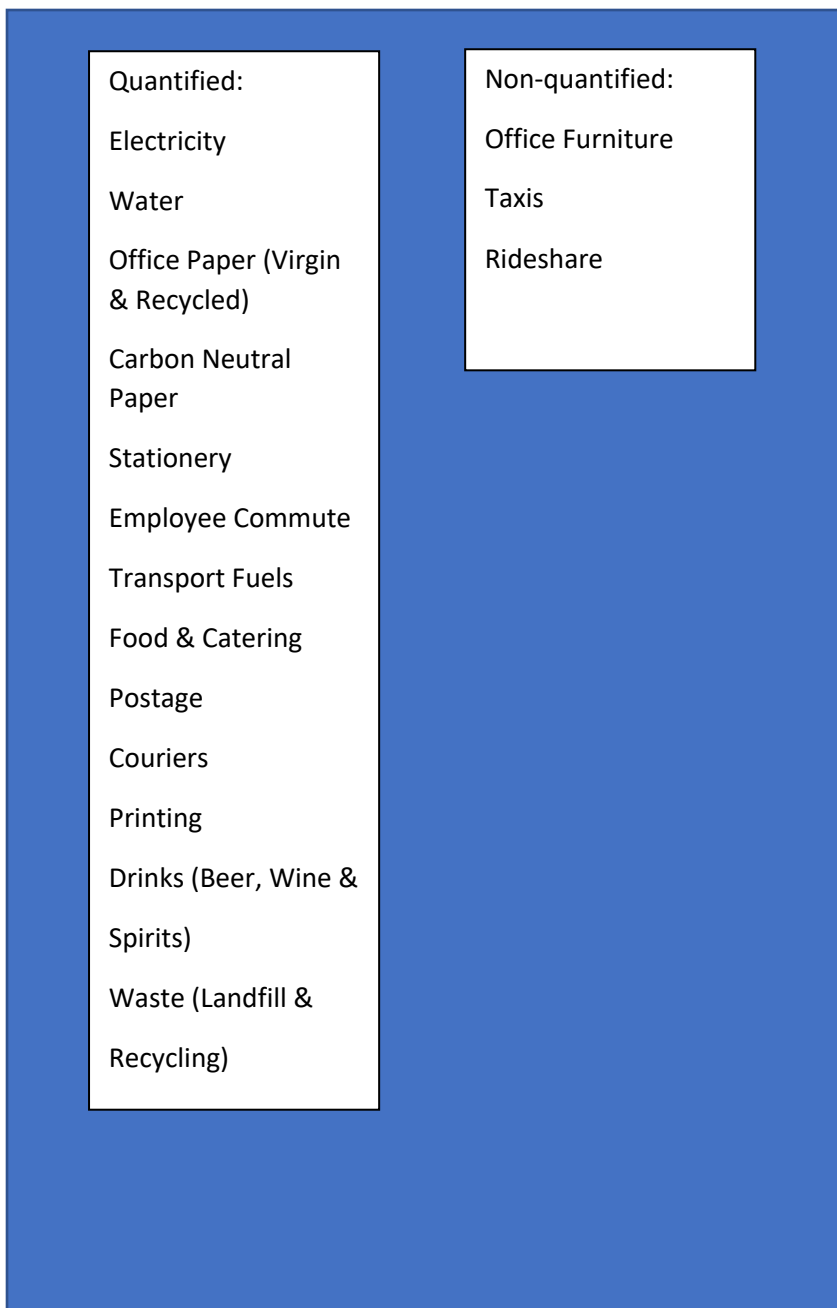 Quantified:
Electricity
Water
Office Paper (Virgin
& Recycled)
Carbon Neutral
Paper
Stationery
Employee Commute
Transport Fuels
Food & Catering
Postage
Couriers
Printing
Drinks (Beer, Wine &
Spirits)
Waste (Landfill &
Recycling)
Non-quantified:
Office Furniture
Taxis
Rideshare